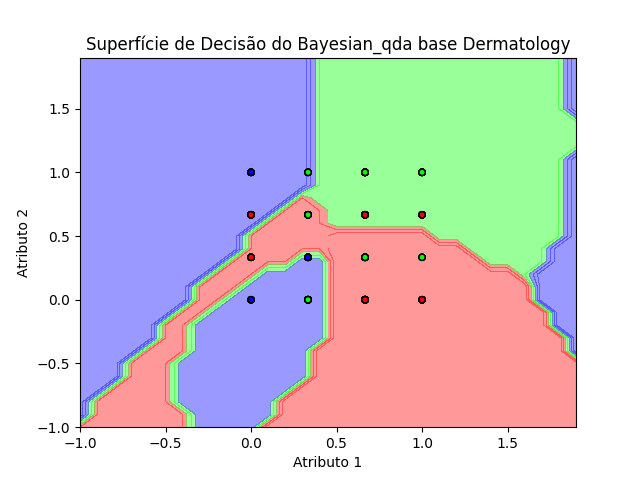 Superfície de Decisão do Bayesian_qda base Dermatology
Atributo 2
1.5
1.0
0.5
0.0
−0.5
−1.0
−1.0 −0.5 0.0 0.5 1.0 1.5
Atributo 1